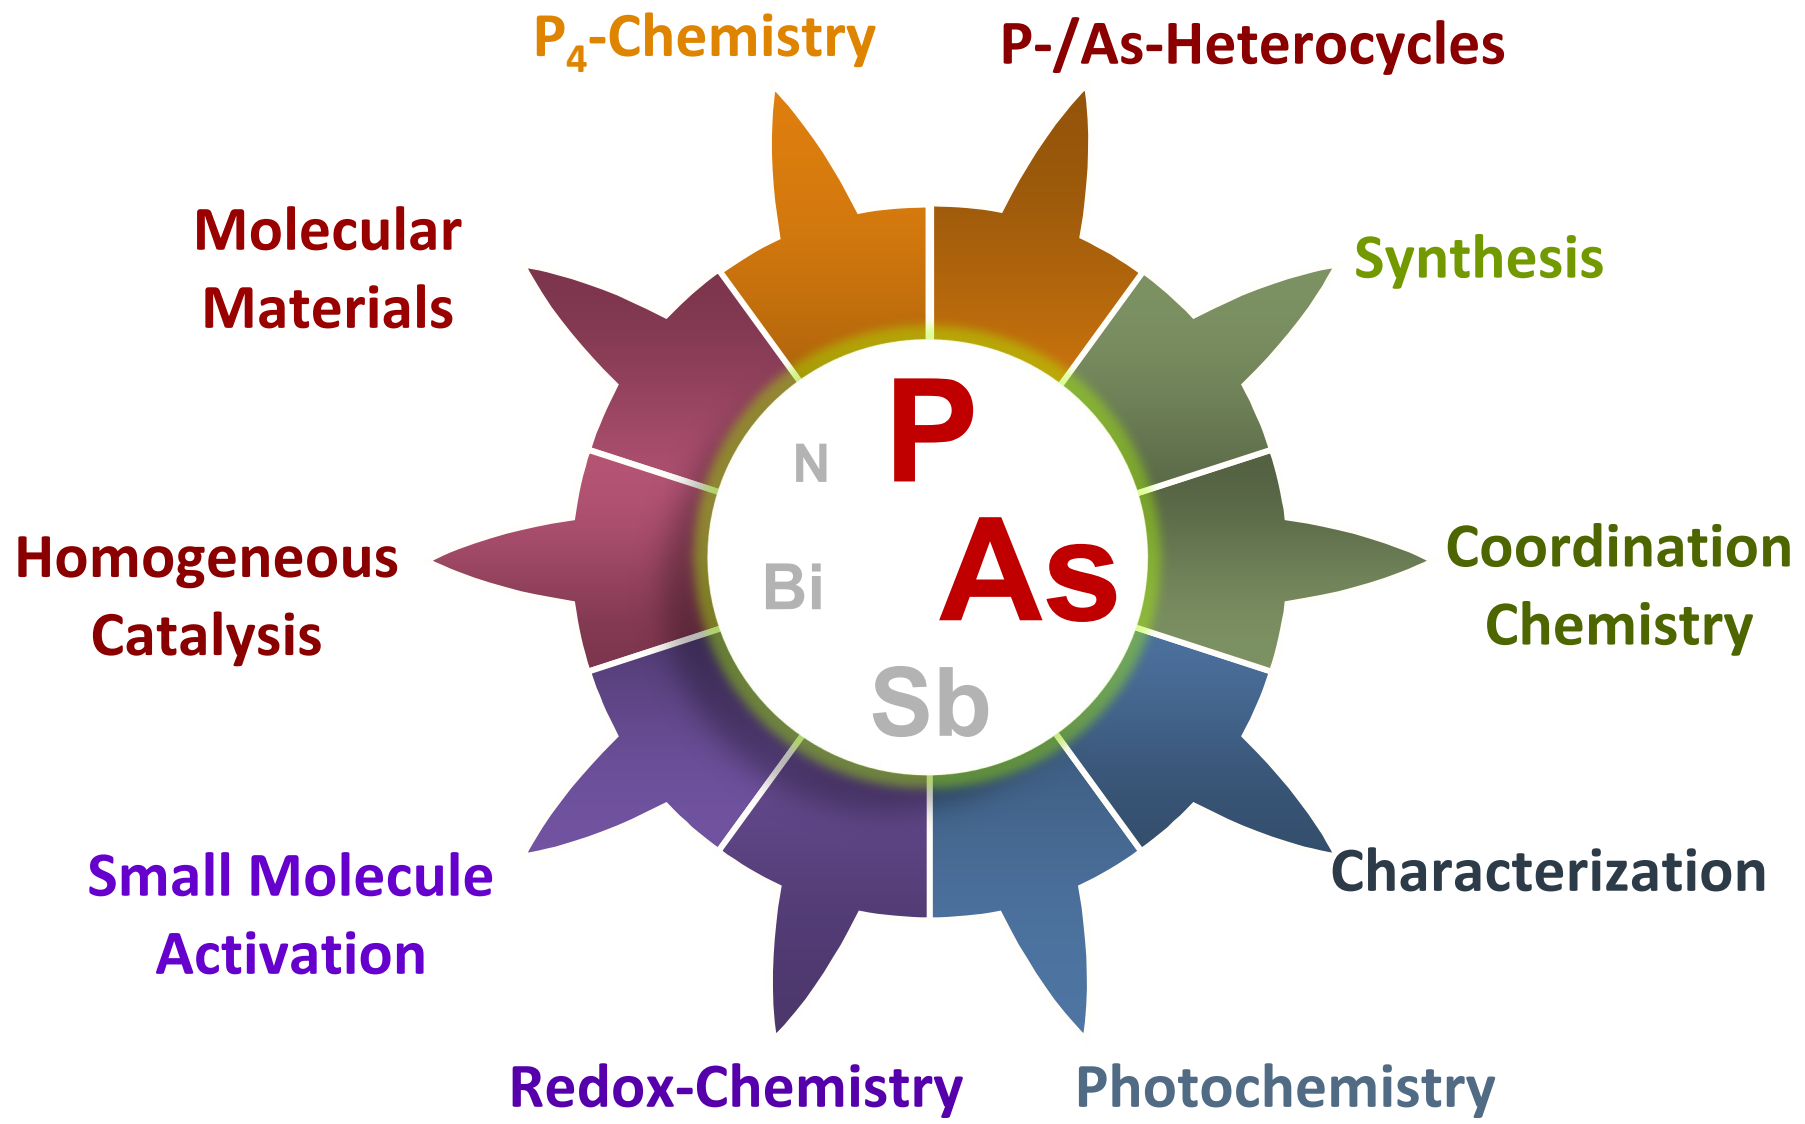 P₄-Chemistry
P-/As-Heterocycles
Molecular
Materials
Synthesis
P
N
As
Bi
Sb
Homogeneous
Catalysis
Coordination
Chemistry
Small Molecule
Activation
Characterization
Redox-Chemistry
Photochemistry